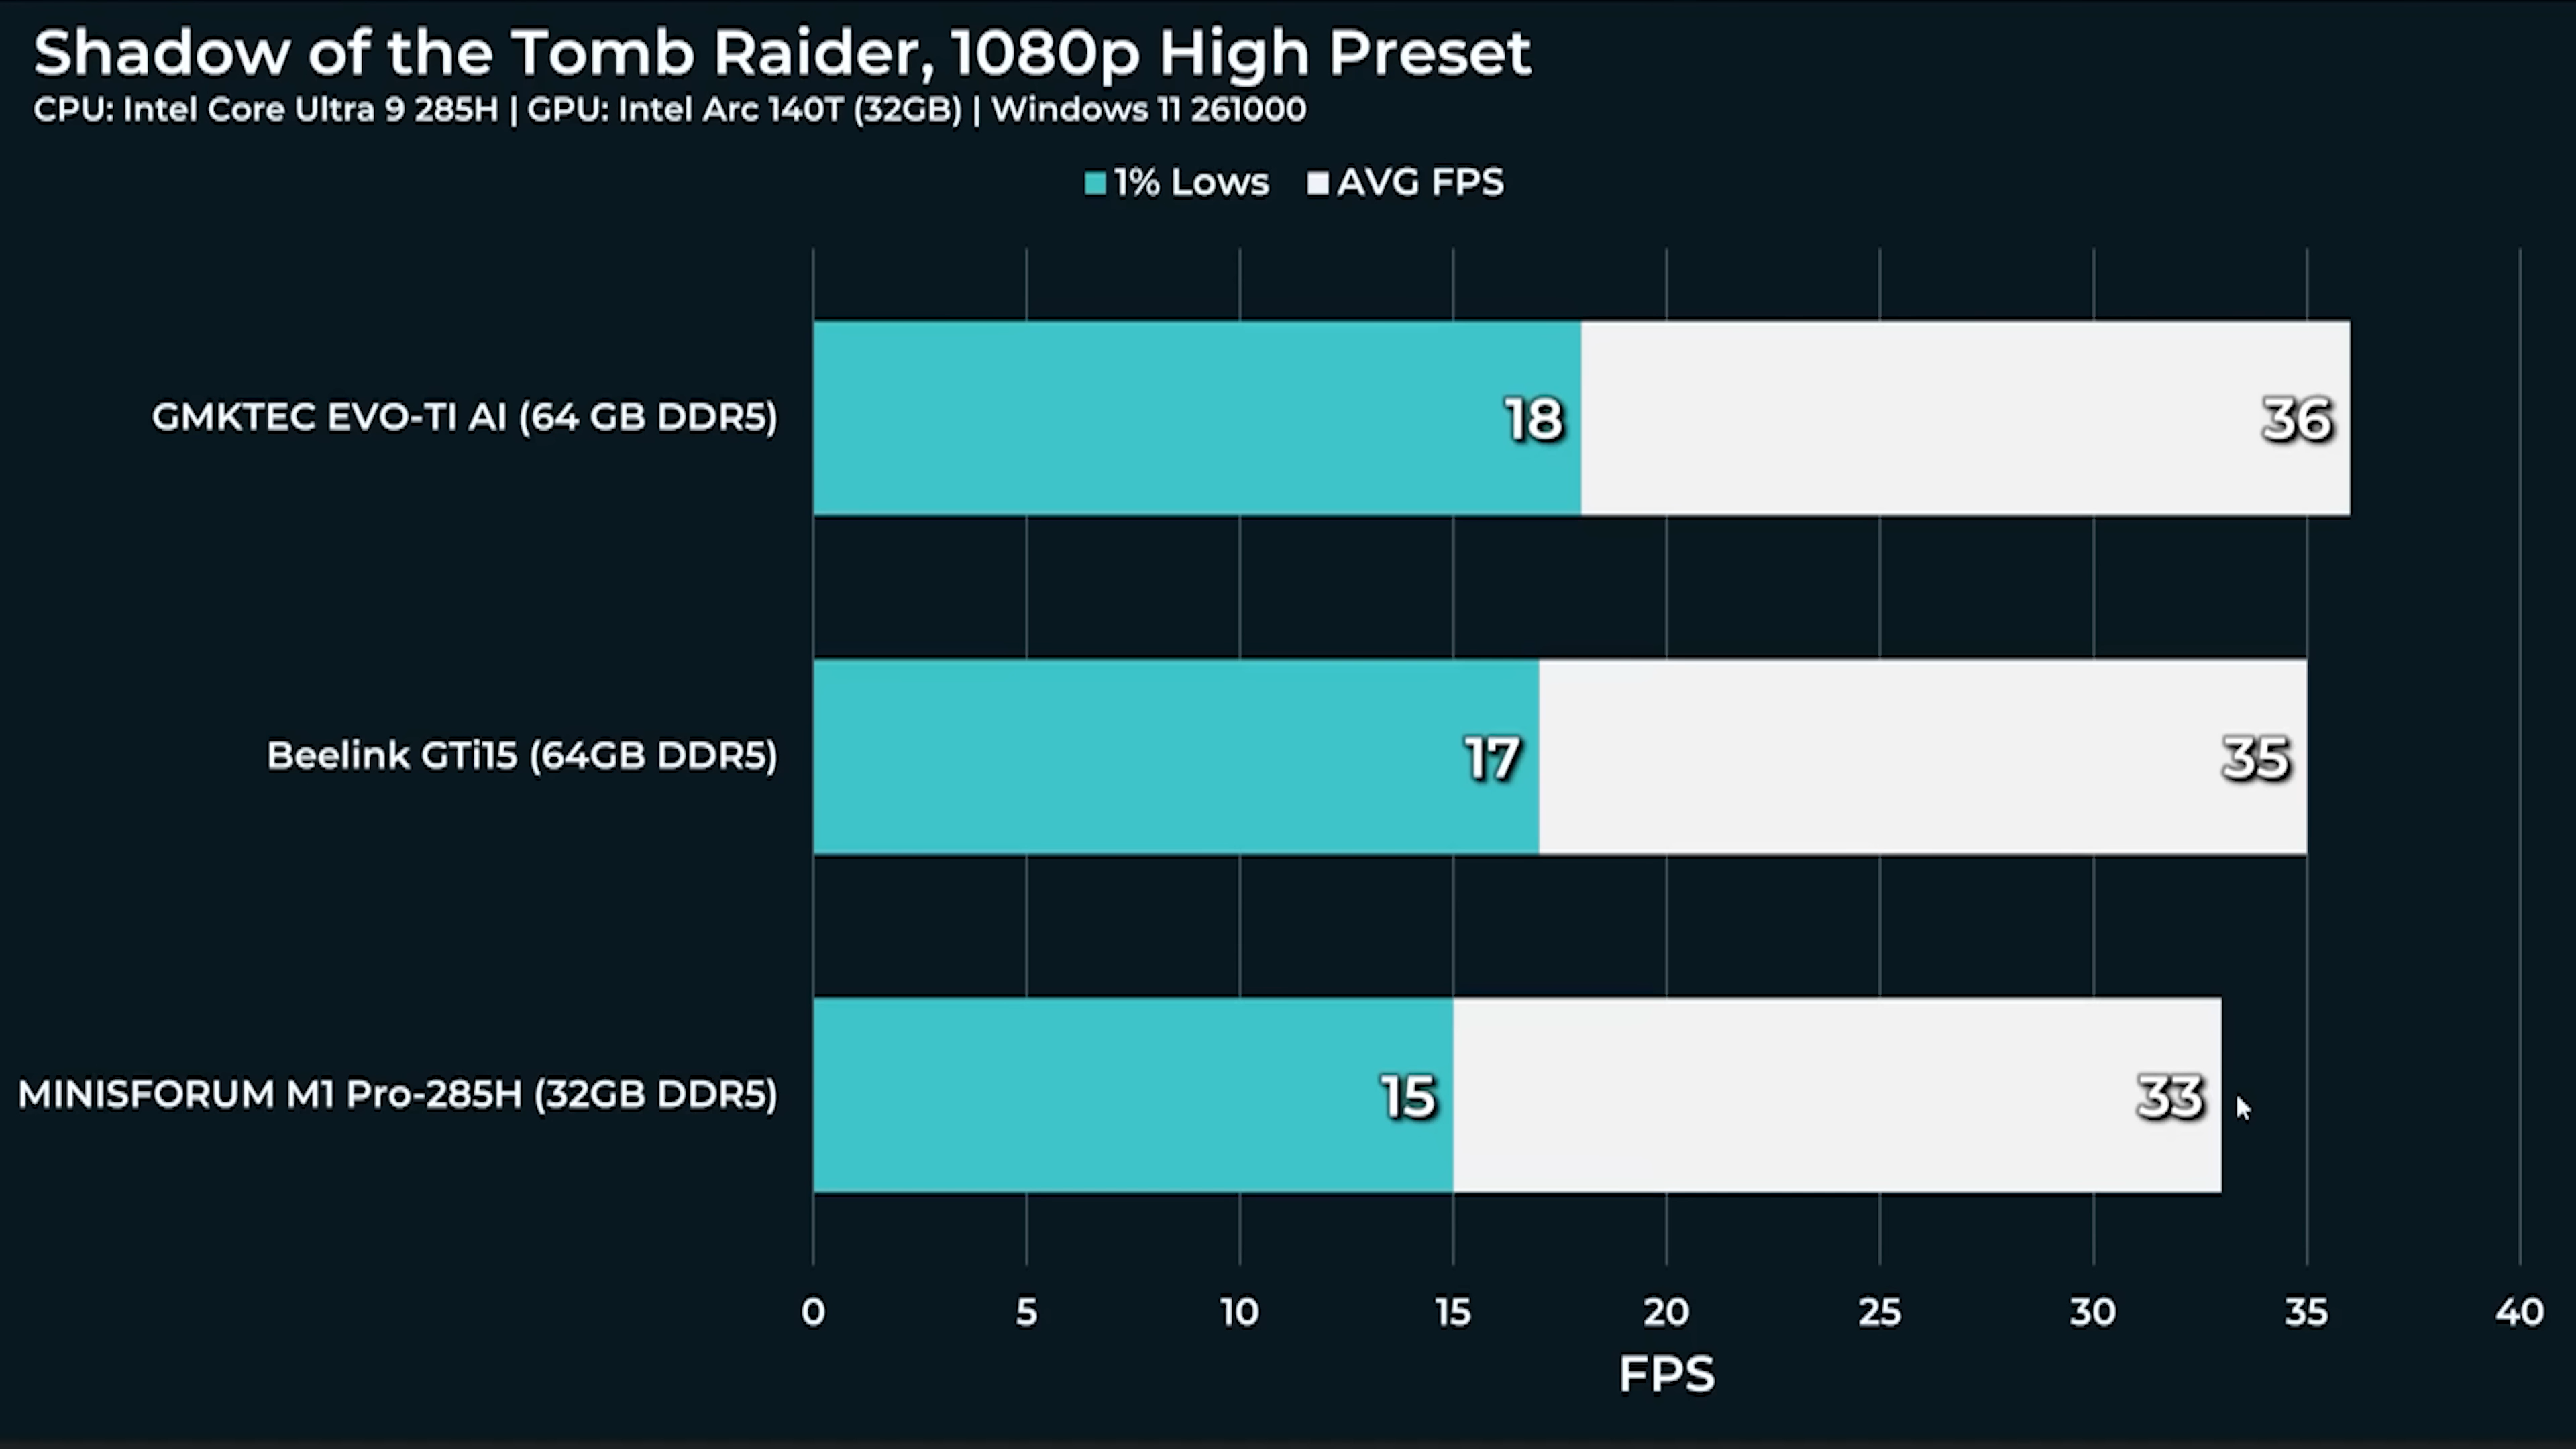 Shadow of the Tomb Raider, 1080p High Preset
CPU: Intel Core Ultra 9 285H | GPU: Intel Arc 140T (32GB) | Windows 11 261000
1% Lows AVG FPS
GMKTEC EVO-TI AI (64 GB DDR5) 18 36
Beelink GTi15 (64GB DDR5) 17 35
MINISFORUM M1 Pro-285H (32GB DDR5) 15 33
0 5 10 15 20 25 30 35 40
FPS